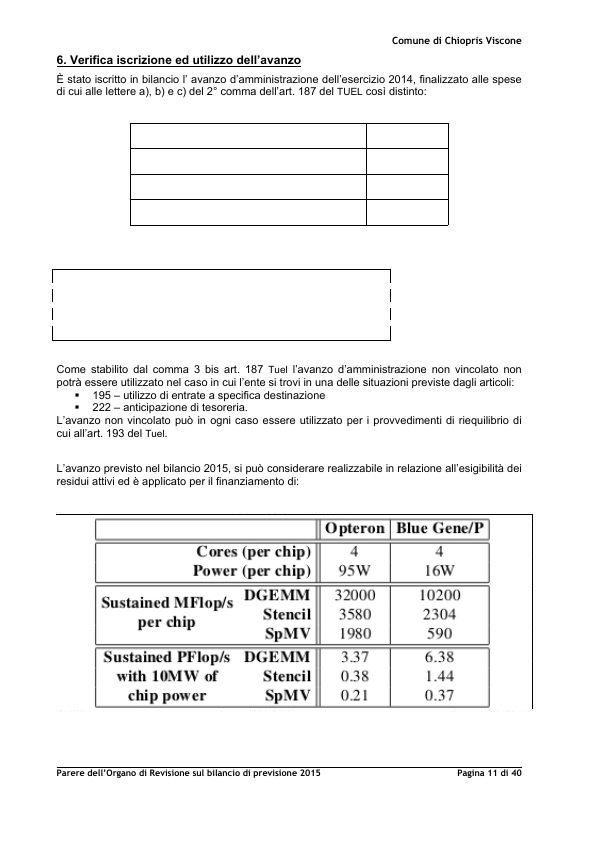 Comune di Chiopris Viscone
6. Verifica iscrizione ed utilizzo dell’avanzo
È stato iscritto in bilancio l’ avanzo d’amministrazione dell’esercizio 2014, finalizzato alle spese
di cui alle lettere a), b) e c) del 2° comma dell’art. 187 del TUEL così distinto:
Come stabilito dal comma 3 bis art. 187 Tuel l’avanzo d’amministrazione non vincolato non
potrà essere utilizzato nel caso in cui l’ente si trovi in una delle situazioni previste dagli articoli:
▪ 195 – utilizzo di entrate a specifica destinazione
▪ 222 – anticipazione di tesoreria.
L’avanzo non vincolato può in ogni caso essere utilizzato per i provvedimenti di riequilibrio di
cui all’art. 193 del Tuel.
L’avanzo previsto nel bilancio 2015, si può considerare realizzabile in relazione all’esigibilità dei
residui attivi ed è applicato per il finanziamento di:
Opteron Blue Gene/P
Cores (per chip) 4 4
Power (per chip) 95W 16W
Sustained MFlop/s per chip DGEMM 32000 10200
Stencil 3580 2304
SpMV 1980 590
Sustained PFlop/s DGEMM 3.37 6.38
with 10MW of Stencil 0.38 1.44
chip power SpMV 0.21 0.37
Parere dell’Organo di Revisione sul bilancio di previsione 2015 Pagina 11 di 40